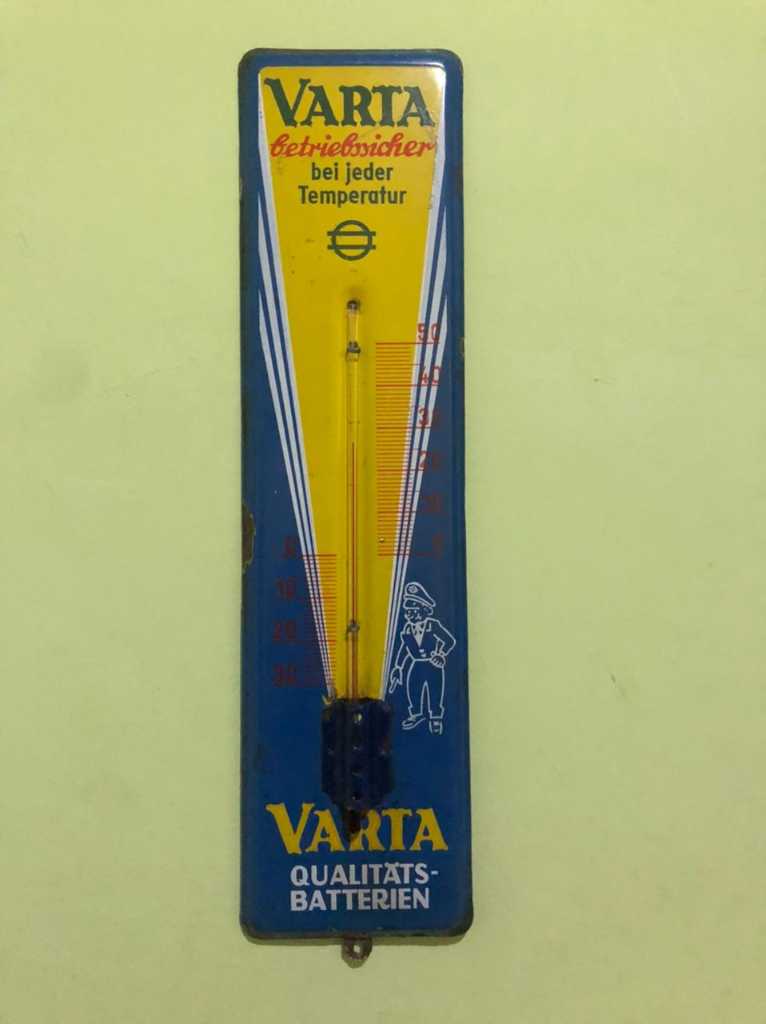 VARTA
betriebssicher
bei jeder
Temperatur
50
40
30
20
10
0
0
10
20
30
VARTA
QUALITÄTS-
BATTERIEN